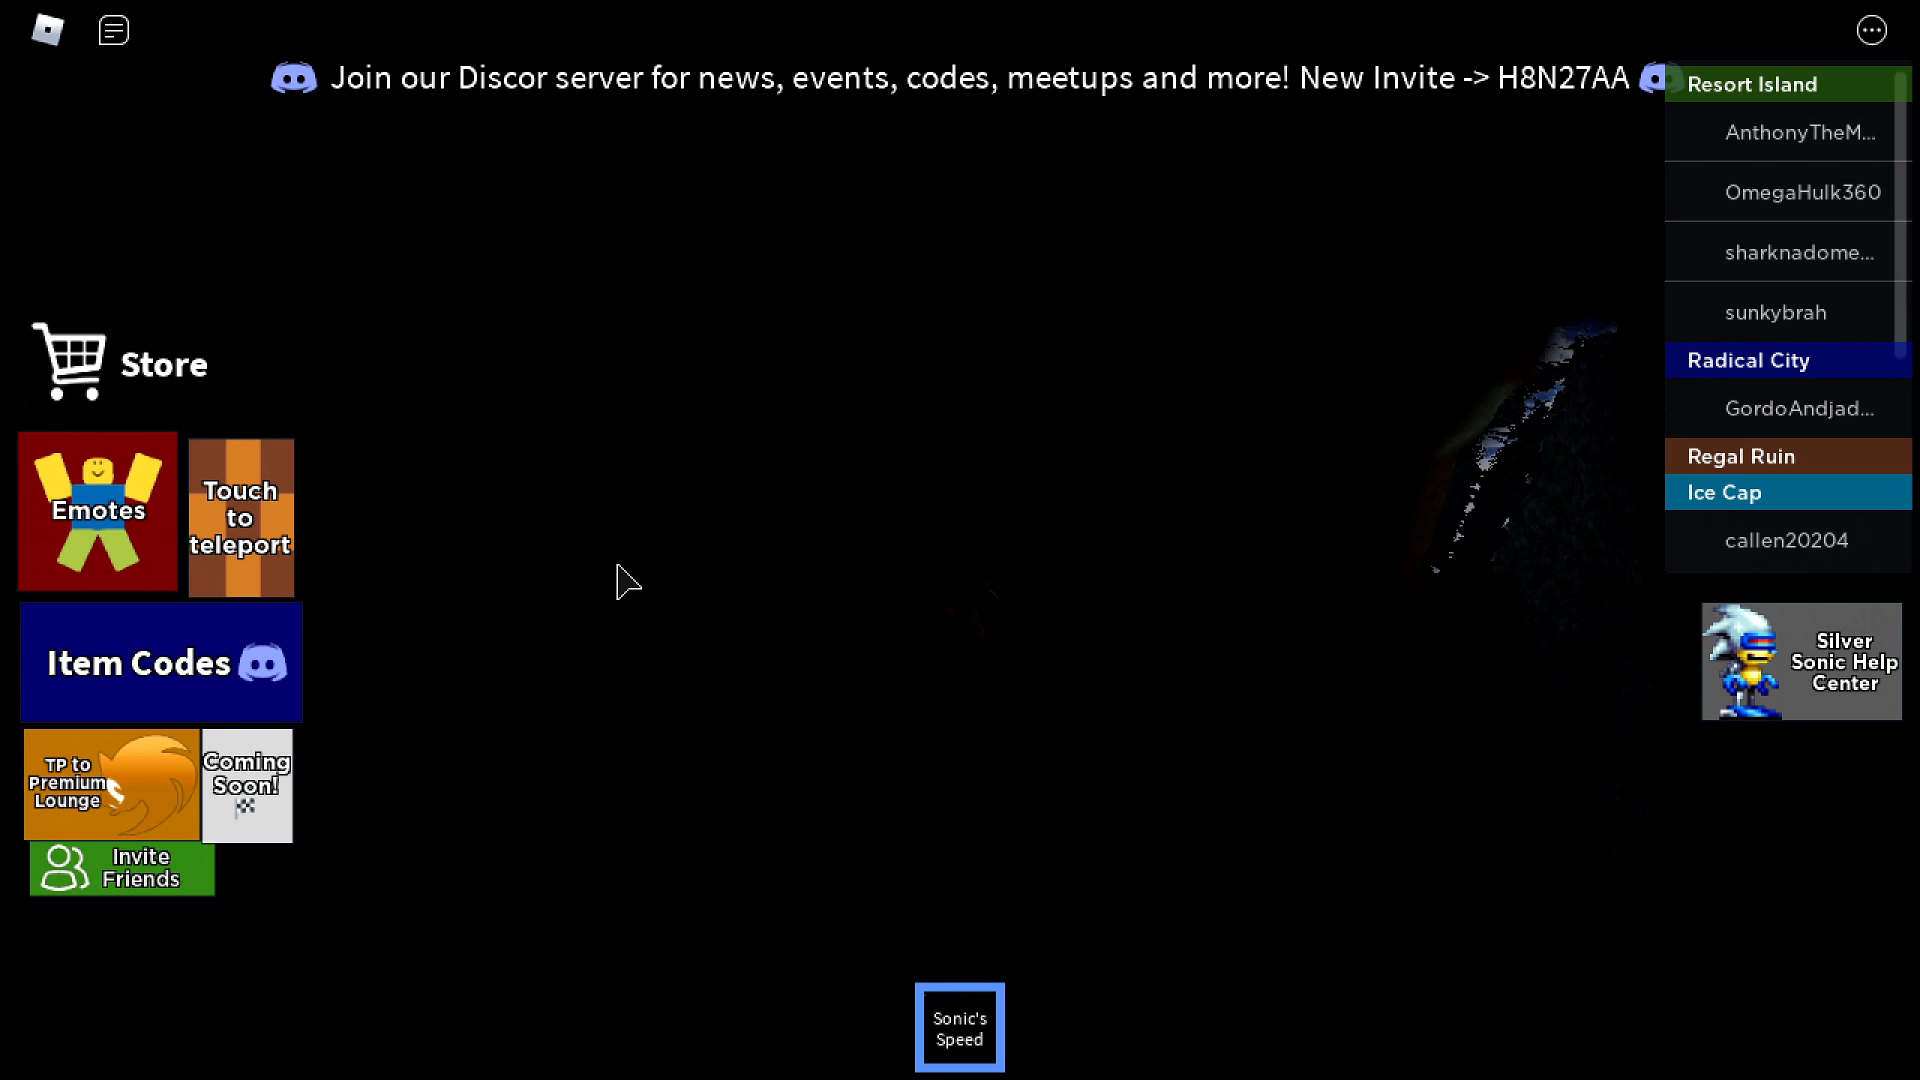 Join our Discor server for news, events, codes, meetups and more! New Invite -> H8N27AA
Resort Island
AnthonyTheM...
OmegaHulk360
sharknadome...
sunkybrah
Radical City
GordoAndjad...
Regal Ruin
Ice Cap
callen20204
Store
Emotes
Touch
to
teleport
Item Codes
TP to
Premium
Lounge
Coming
Soon!
Invite
Friends
Silver
Sonic Help
Center
Sonic's
Speed